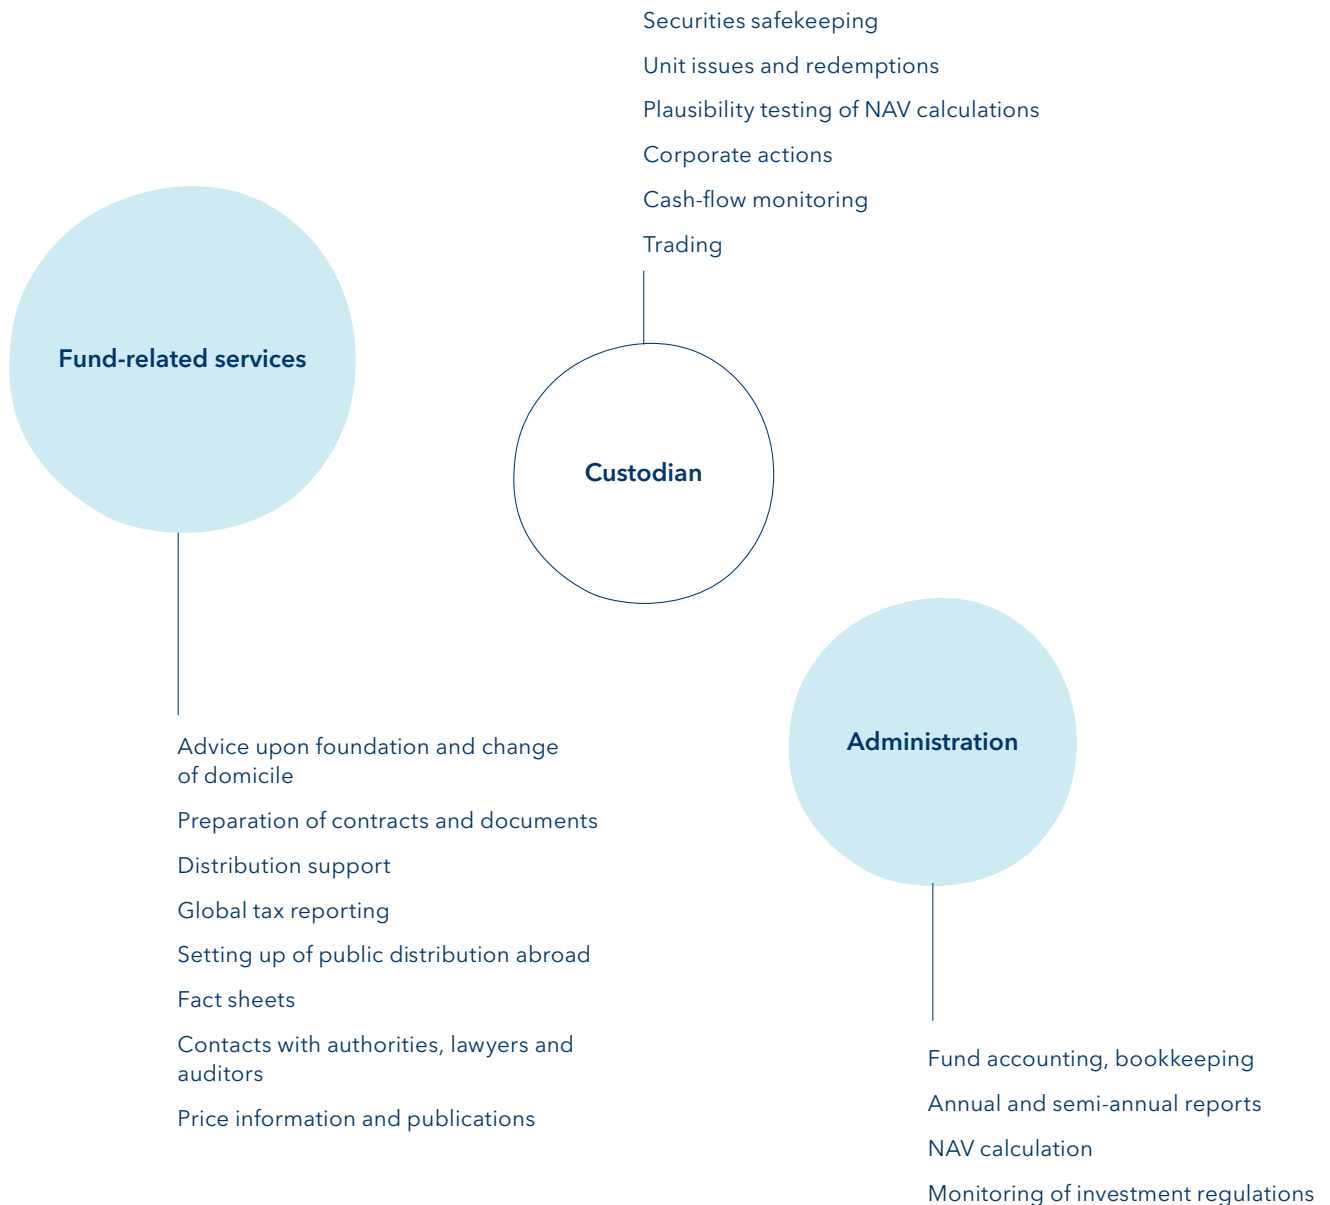 Securities safekeeping
Unit issues and redemptions
Plausibility testing of NAV calculations
Corporate actions
Cash-flow monitoring
Trading
Fund-related services
Custodian
Administration
Advice upon foundation and change
of domicile
Preparation of contracts and documents
Distribution support
Global tax reporting
Setting up of public distribution abroad
Fact sheets
Contacts with authorities, lawyers and
auditors
Price information and publications
Fund accounting, bookkeeping
Annual and semi-annual reports
NAV calculation
Monitoring of investment regulations